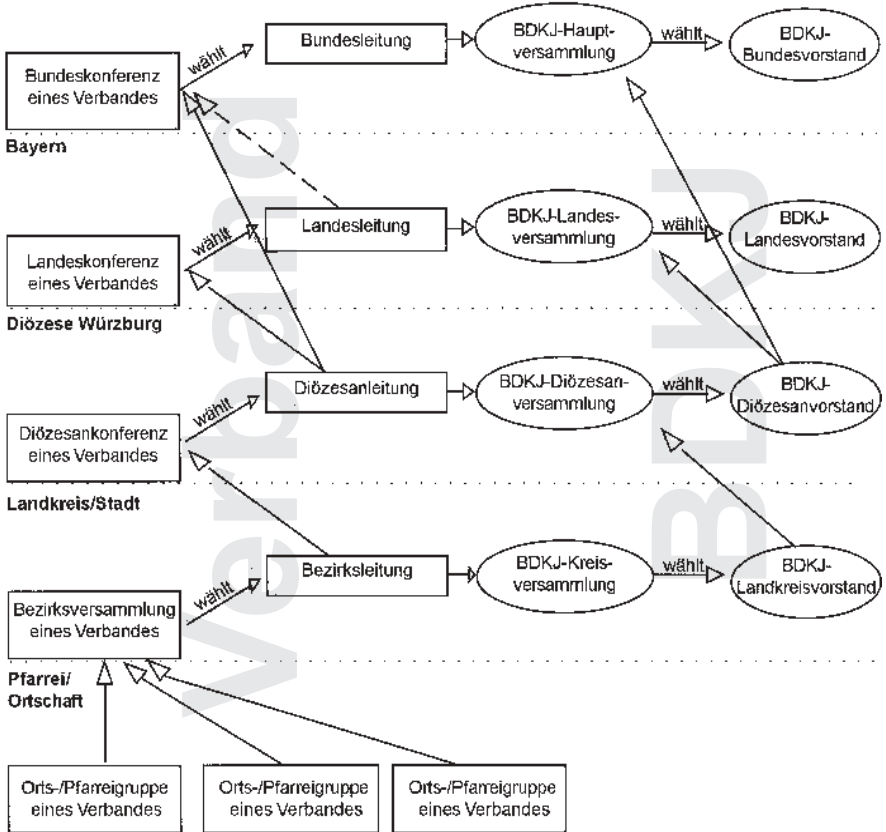 Bundeskonferenz
eines Verbandes
wählt
Bundesleitung
BDKJ-Haupt-
versammlung
wählt
BDKJ-
Bundesvorstand
Bayern
Landeskonferenz
eines Verbandes
wählt
Landesleitung
BDKJ-Landes-
versammlung
wählt
BDKJ-
Landesvorstand
Diözese Würzburg
Diözesankonferenz
eines Verbandes
wählt
Diözesanleitung
BDKJ-Diözesan-
versammlung
wählt
BDKJ-
Diözesanvorstand
Landkreis/Stadt
Bezirksversammlung
eines Verbandes
wählt
Bezirksleitung
BDKJ-Kreis-
versammlung
wählt
BDKJ-
Landkreisvorstand
Pfarrei/
Ortschaft
Orts-/Pfarreigruppe
eines Verbandes
Orts-/Pfarreigruppe
eines Verbandes
Orts-/Pfarreigruppe
eines Verbandes
Verband
BDKJ